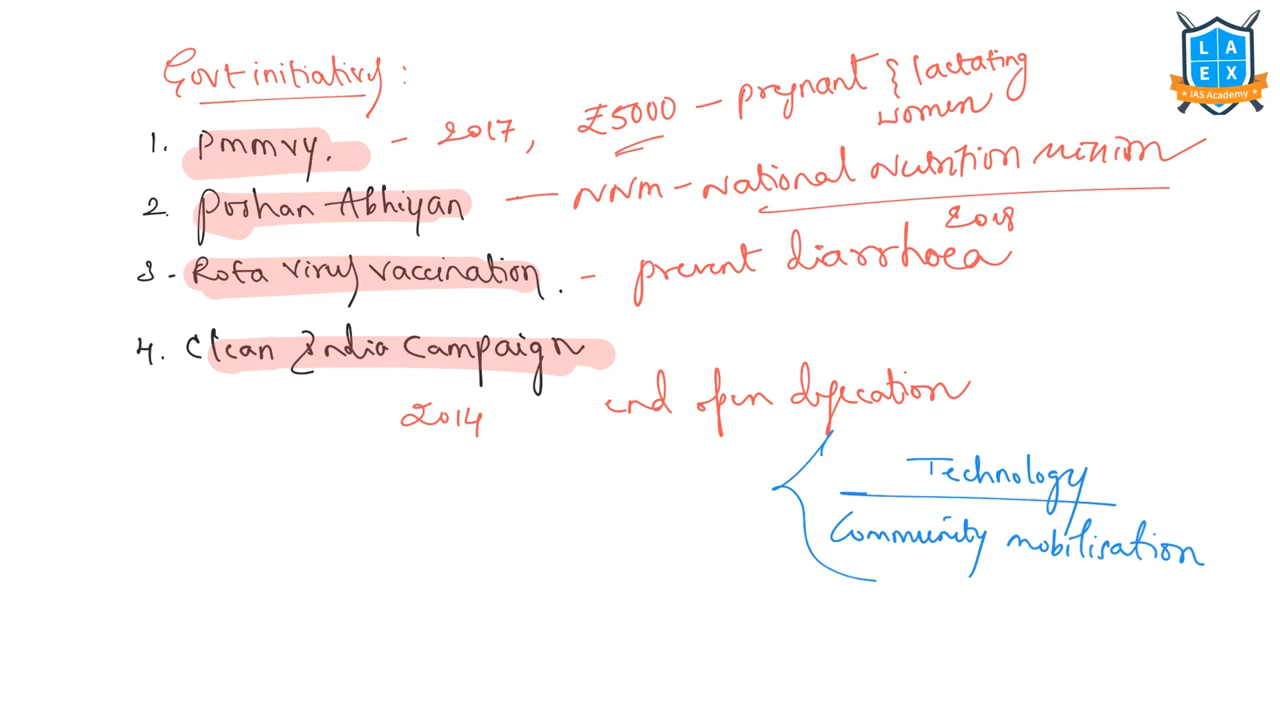 Govt initiatives :
1. PMMVY. - 2017, ₹5000 - pregnant & lactating women
2. Poshan Abhiyan - NNM - National Nutrition Mission 2018
3 - Rota virus vaccination. - prevent diarrhoea
4. Clean India Campaign
2014 end open defecation
Technology
Community mobilisation
LAEX
IAS Academy